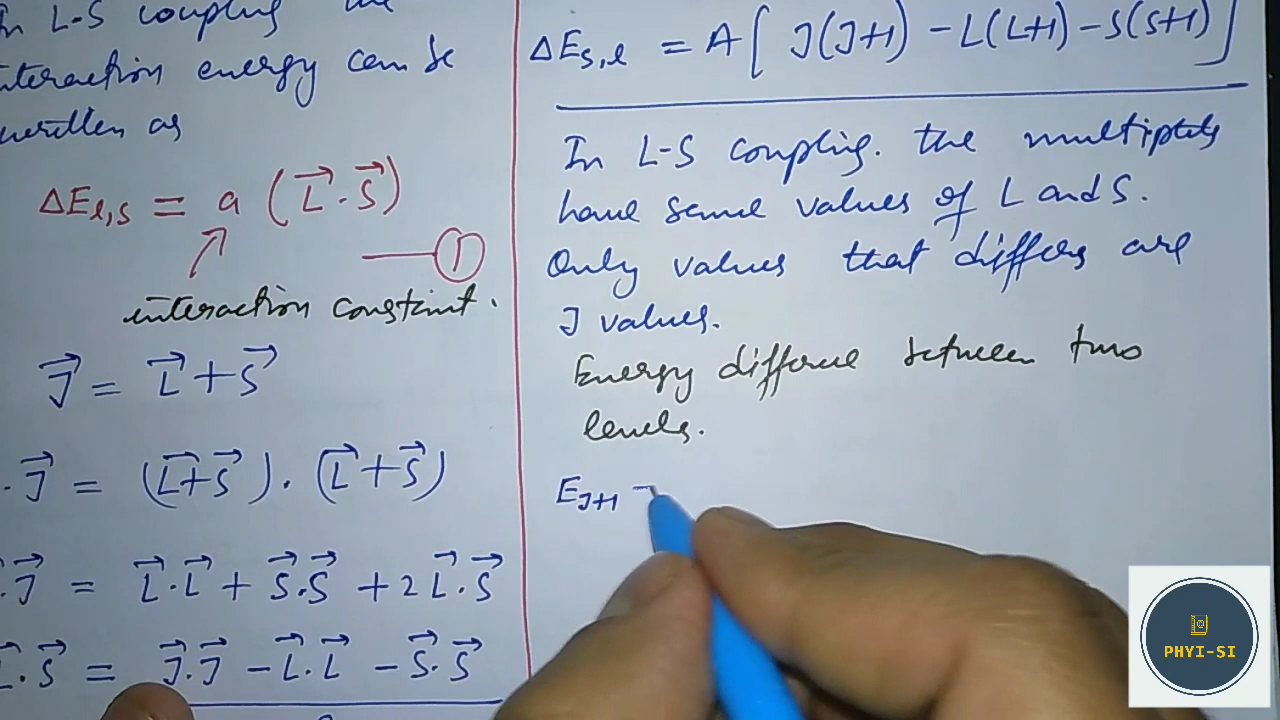 In L-S coupling the
interaction energy can be
written as
ΔE_{l,s} = a (L⃗.S⃗)
①
interaction constant.
J⃗ = L⃗+S⃗
.J⃗ = (L⃗+S⃗).(L⃗+S⃗)
.J⃗ = L⃗.L⃗ + S⃗.S⃗ + 2L⃗.S⃗
L⃗.S⃗ = J⃗.J⃗ - L⃗.L⃗ - S⃗.S⃗
ΔE_{s,l} = A[ J(J+1) - L(L+1) - S(S+1) ]
In L-S coupling. the multiplets
have same values of L and S.
Only values that differs are
J values.
Energy differnce between two
levels.
E_{J+1} -
PHYI-SI